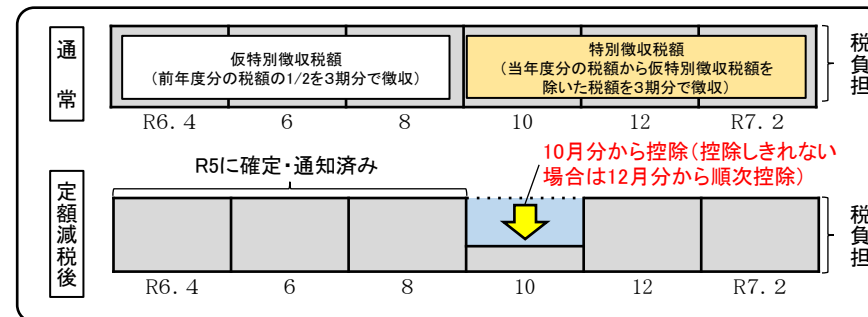 通常
仮特別徴収税額
(前年度分の税額の1/2を3期分で徴収)
特別徴収税額
(当年度分の税額から仮特別徴収税額を
除いた税額を3期分で徴収)
税負担
R6.4 6 8 10 12 R7.2
R5に確定・通知済み
10月分から控除(控除しきれない
場合は12月分から順次控除)
定額減税後
税負担
R6.4 6 8 10 12 R7.2